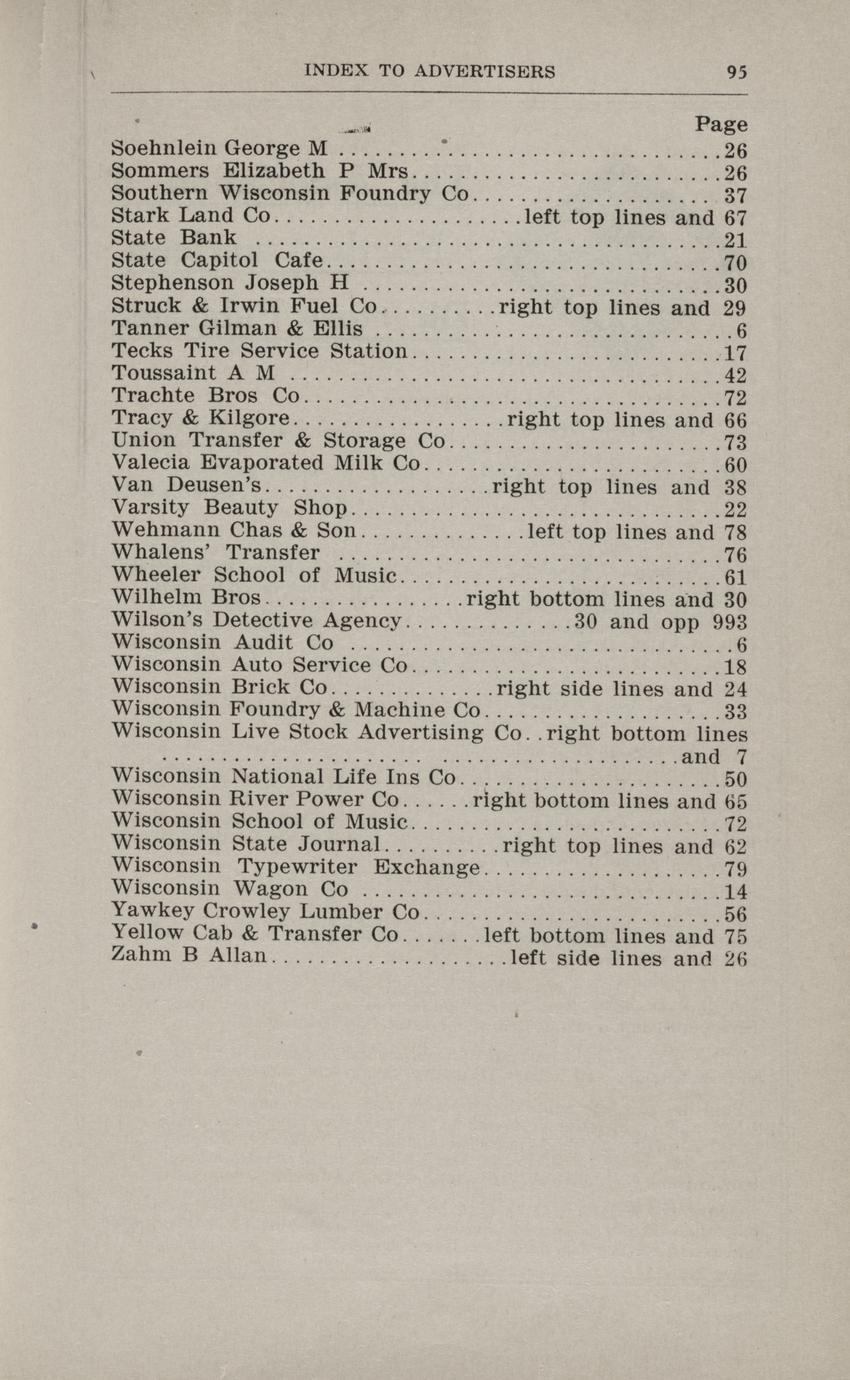 INDEX TO ADVERTISERS 95
Page
Soehnlein George M ................................26
Sommers Elizabeth P Mrs..........................26
Southern Wisconsin Foundry Co.....................37
Stark Land Co.....................left top lines and 67
State Bank .......................................21
State Capitol Cafe.................................70
Stephenson Joseph H ..............................30
Struck & Irwin Fuel Co..........right top lines and 29
Tanner Gilman & Ellis ..............................6
Tecks Tire Service Station..........................17
Toussaint A M ....................................42
Trachte Bros Co...................................72
Tracy & Kilgore..................right top lines and 66
Union Transfer & Storage Co.......................73
Valecia Evaporated Milk Co.........................60
Van Deusen's...................right top lines and 38
Varsity Beauty Shop...............................22
Wehmann Chas & Son..............left top lines and 78
Whalens' Transfer ................................76
Wheeler School of Music...........................61
Wilhelm Bros.................right bottom lines and 30
Wilson's Detective Agency..............30 and opp 993
Wisconsin Audit Co ................................6
Wisconsin Auto Service Co..........................18
Wisconsin Brick Co..............right side lines and 24
Wisconsin Foundry & Machine Co....................33
Wisconsin Live Stock Advertising Co..right bottom lines
..........................................and 7
Wisconsin National Life Ins Co......................50
Wisconsin River Power Co......right bottom lines and 65
Wisconsin School of Music..........................72
Wisconsin State Journal..........right top lines and 62
Wisconsin Typewriter Exchange....................79
Wisconsin Wagon Co ..............................14
Yawkey Crowley Lumber Co.........................56
Yellow Cab & Transfer Co.......left bottom lines and 75
Zahm B Allan....................left side lines and 26